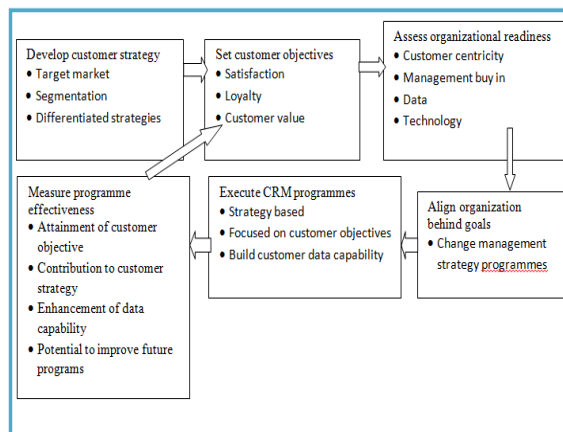 Develop customer strategy
• Target market
• Segmentation
• Differentiated strategies
Set customer objectives
• Satisfaction
• Loyalty
• Customer value
Assess organizational readiness
• Customer centricity
• Management buy in
• Data
• Technology
Align organization
behind goals
• Change management
strategy programmes
Execute CRM programmes
• Strategy based
• Focused on customer objectives
• Build customer data capability
Measure programme
effectiveness
• Attainment of customer
objective
• Contribution to customer
strategy
• Enhancement of data
capability
• Potential to improve future
programs